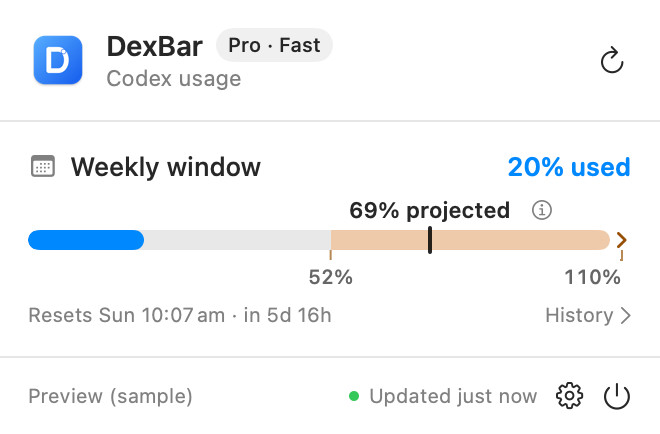 D
DexBar Pro · Fast
Codex usage
Weekly window 20% used
69% projected
52% 110%
Resets Sun 10:07 am · in 5d 16h History
Preview (sample) Updated just now